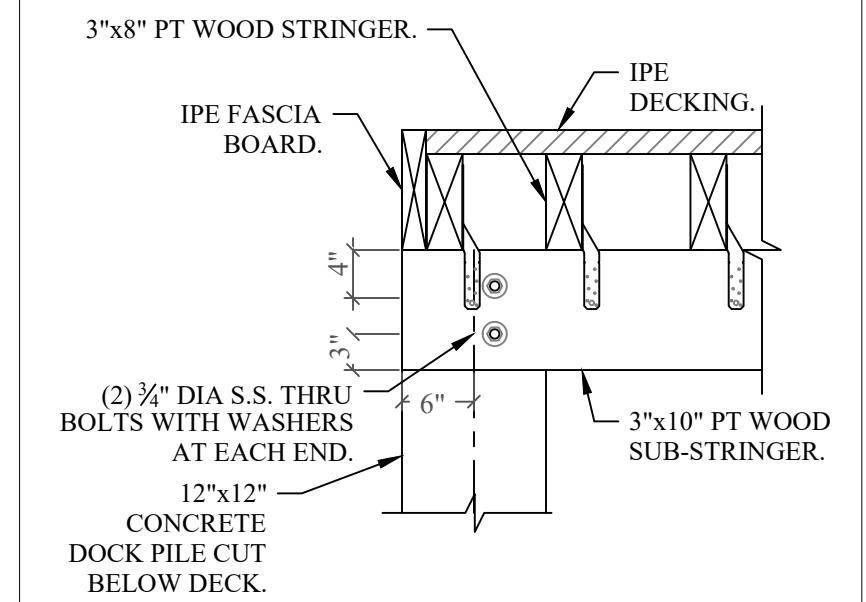 3"x8" PT WOOD STRINGER.
IPE
DECKING.
IPE FASCIA
BOARD.
4"
3"
(2) ¾" DIA S.S. THRU
BOLTS WITH WASHERS
AT EACH END.
6"
3"x10" PT WOOD
SUB-STRINGER.
12"x12"
CONCRETE
DOCK PILE CUT
BELOW DECK.